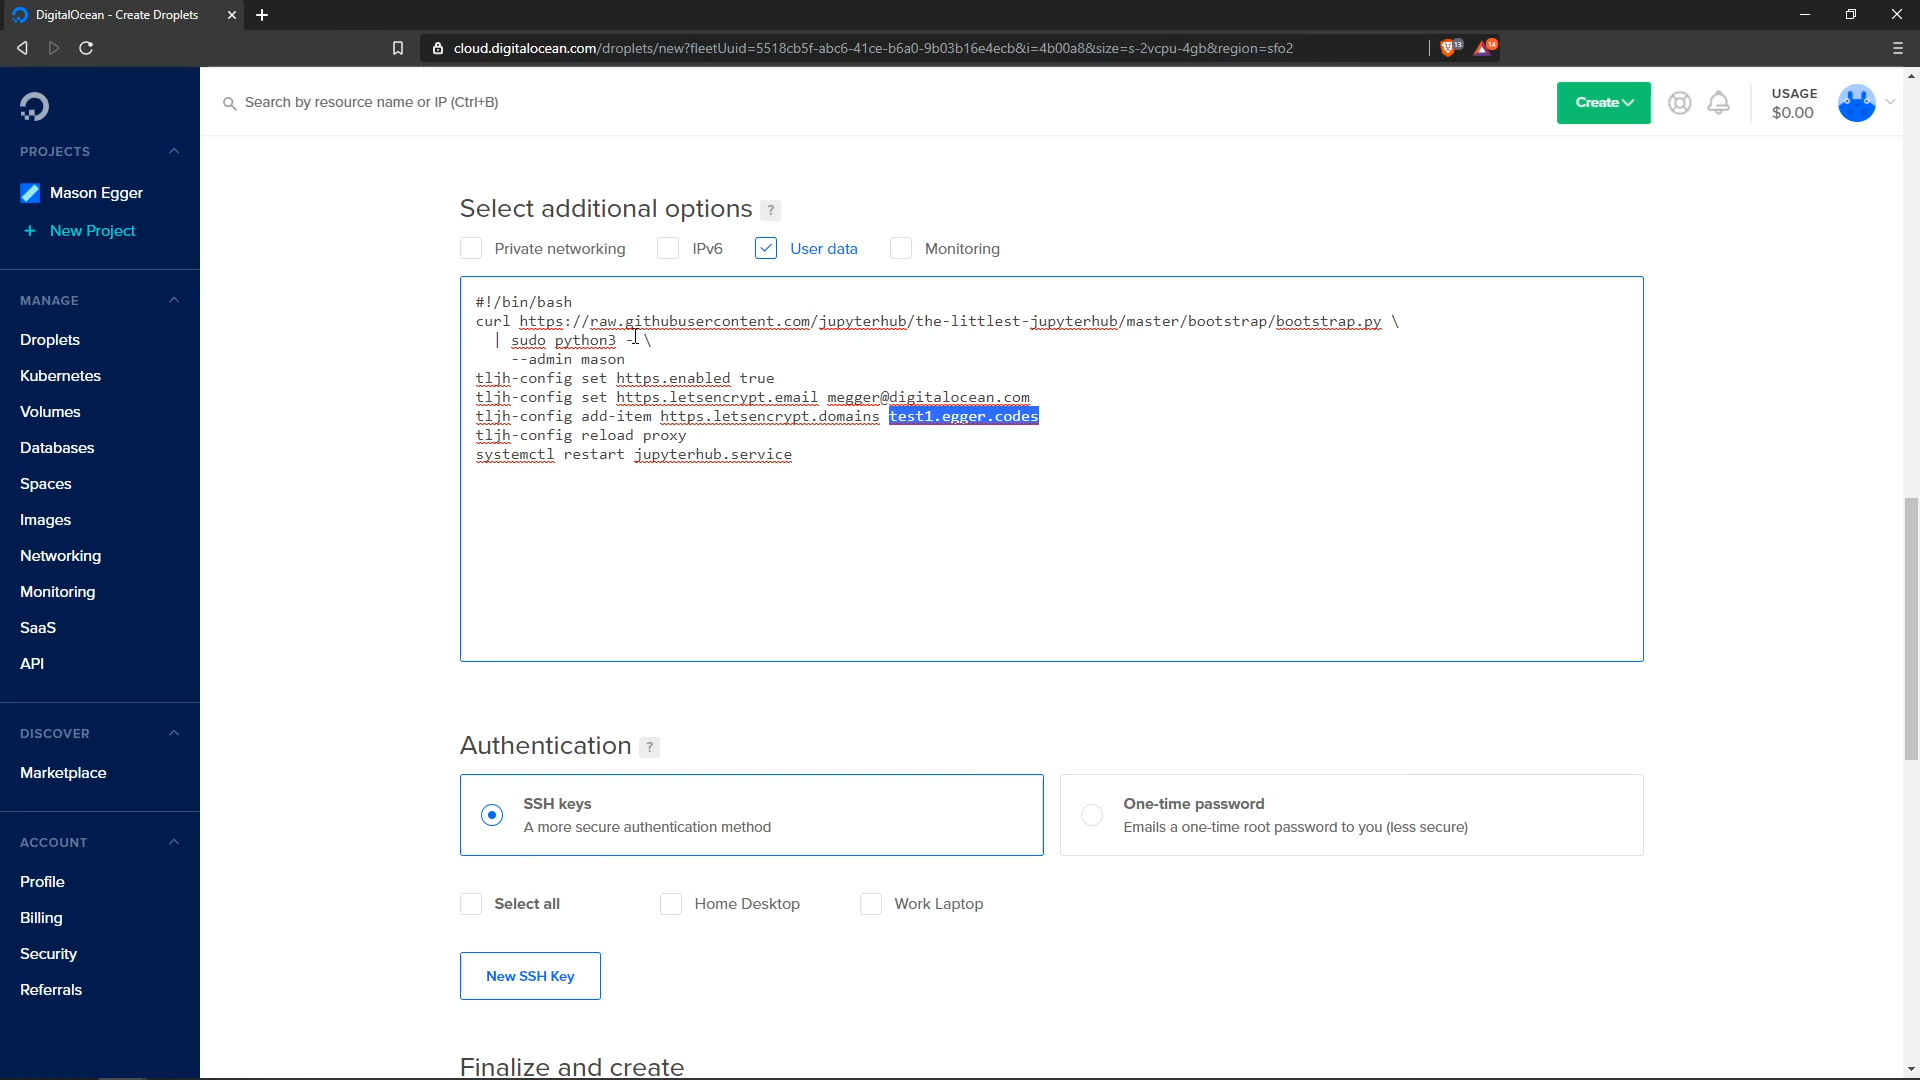 DigitalOcean - Create Droplets
cloud.digitalocean.com/droplets/new?fleetUuid=5518cb5f-abc6-41ce-b6a0-9b03b16e4ecb&i=4b00a8&size=s-2vcpu-4gb&region=sfo2
13
14
Search by resource name or IP (Ctrl+B)
Create
USAGE
$0.00
PROJECTS
Mason Egger
+ New Project
MANAGE
Droplets
Kubernetes
Volumes
Databases
Spaces
Images
Networking
Monitoring
SaaS
API
DISCOVER
Marketplace
ACCOUNT
Profile
Billing
Security
Referrals
Select additional options ?
Private networking
IPv6
User data
Monitoring
#!/bin/bash
curl https://raw.githubusercontent.com/jupyterhub/the-littlest-jupyterhub/master/bootstrap/bootstrap.py \
| sudo python3 - \
--admin mason
tljh-config set https.enabled true
tljh-config set https.letsencrypt.email megger@digitalocean.com
tljh-config add-item https.letsencrypt.domains test1.egger.codes
tljh-config reload proxy
systemctl restart jupyterhub.service
Authentication ?
SSH keys
A more secure authentication method
One-time password
Emails a one-time root password to you (less secure)
Select all
Home Desktop
Work Laptop
New SSH Key
Finalize and create